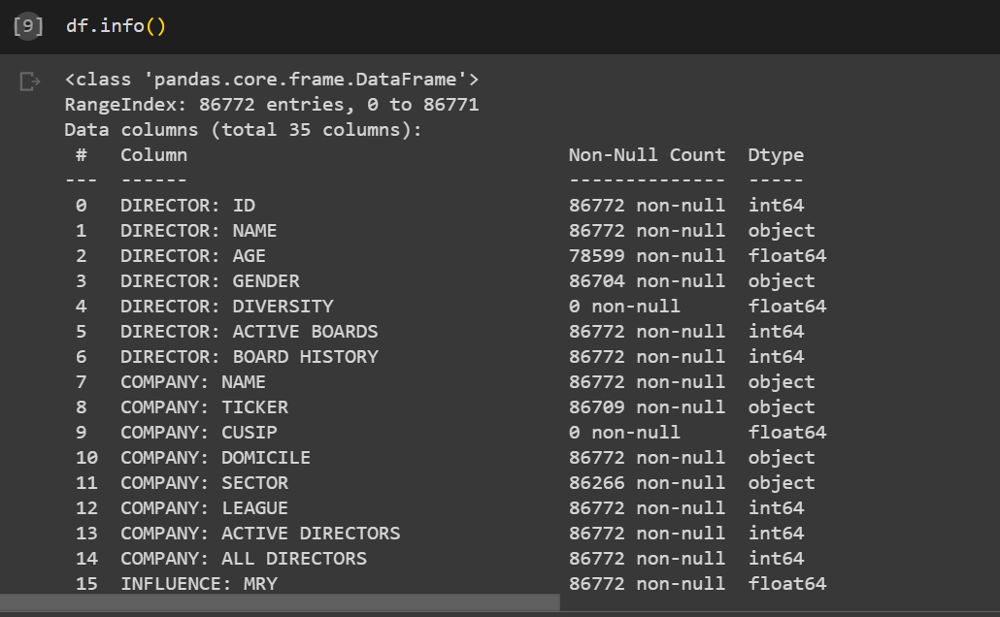 [9] df.info()
<class 'pandas.core.frame.DataFrame'>
RangeIndex: 86772 entries, 0 to 86771
Data columns (total 35 columns):
# Column Non-Null Count Dtype
--- ------ -------------- -----
0 DIRECTOR: ID 86772 non-null int64
1 DIRECTOR: NAME 86772 non-null object
2 DIRECTOR: AGE 78599 non-null float64
3 DIRECTOR: GENDER 86704 non-null object
4 DIRECTOR: DIVERSITY 0 non-null float64
5 DIRECTOR: ACTIVE BOARDS 86772 non-null int64
6 DIRECTOR: BOARD HISTORY 86772 non-null int64
7 COMPANY: NAME 86772 non-null object
8 COMPANY: TICKER 86709 non-null object
9 COMPANY: CUSIP 0 non-null float64
10 COMPANY: DOMICILE 86772 non-null object
11 COMPANY: SECTOR 86266 non-null object
12 COMPANY: LEAGUE 86772 non-null int64
13 COMPANY: ACTIVE DIRECTORS 86772 non-null int64
14 COMPANY: ALL DIRECTORS 86772 non-null int64
15 INFLUENCE: MRY 86772 non-null float64